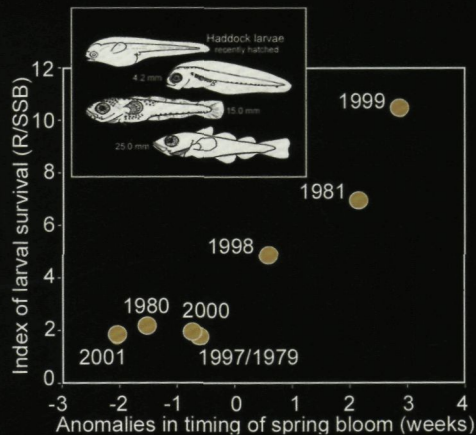 Haddock larvae
recently hatched
4.2 mm
15.0 mm
25.0 mm
Index of larval survival (R/SSB)
12
10
8
6
4
2
0
1999
1981
1998
1980
2000
2001
1997/1979
-3 -2 -1 0 1 2 3 4
Anomalies in timing of spring bloom (weeks)